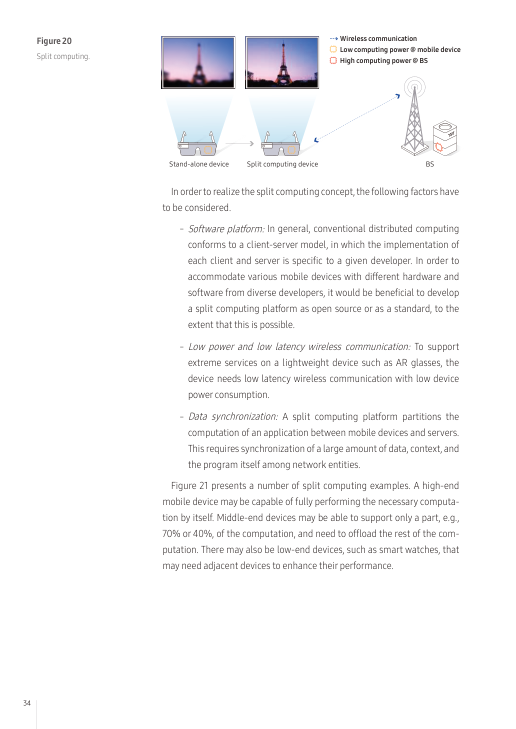 Figure 20
Split computing.
Wireless communication
Low computing power @ mobile device
High computing power @ BS
Stand-alone device
Split computing device
BS
In order to realize the split computing concept, the following factors have
to be considered.
– Software platform: In general, conventional distributed computing
conforms to a client-server model, in which the implementation of
each client and server is specific to a given developer. In order to
accommodate various mobile devices with different hardware and
software from diverse developers, it would be beneficial to develop
a split computing platform as open source or as a standard, to the
extent that this is possible.
– Low power and low latency wireless communication: To support
extreme services on a lightweight device such as AR glasses, the
device needs low latency wireless communication with low device
power consumption.
– Data synchronization: A split computing platform partitions the
computation of an application between mobile devices and servers.
This requires synchronization of a large amount of data, context, and
the program itself among network entities.
Figure 21 presents a number of split computing examples. A high-end
mobile device may be capable of fully performing the necessary computa-
tion by itself. Middle-end devices may be able to support only a part, e.g.,
70% or 40%, of the computation, and need to offload the rest of the com-
putation. There may also be low-end devices, such as smart watches, that
may need adjacent devices to enhance their performance.
34